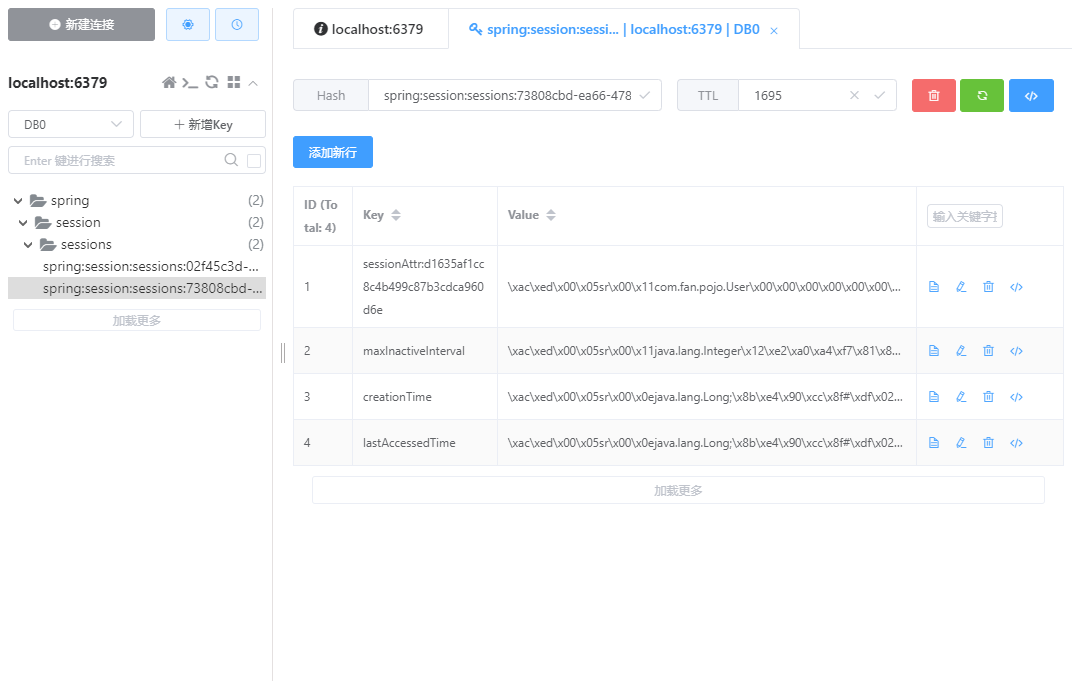 新建连接
localhost:6379
DB0
新增Key
Enter 键进行搜索
spring (2)
session (2)
sessions (2)
spring:session:sessions:02f45c3d-...
spring:session:sessions:73808cbd-...
加载更多
localhost:6379
spring:session:sessi... | localhost:6379 | DB0
Hash spring:session:sessions:73808cbd-ea66-478
TTL 1695
添加新行
ID (To
tal: 4)
Key
Value
输入关键字
1
sessionAttr:d1635af1cc
8c4b499c87b3cdca960
d6e
\xac\xed\x00\x05sr\x00\x11com.fan.pojo.User\x00\x00\x00\x00\x00\x00\...
2 maxInactiveInterval \xac\xed\x00\x05sr\x00\x11java.lang.Integer\x12\xe2\xa0\xa4\xf7\x81\x8...
3 creationTime \xac\xed\x00\x05sr\x00\x0ejava.lang.Long;\x8b\xe4\x90\xcc\x8f#\xdf\x02...
4 lastAccessedTime \xac\xed\x00\x05sr\x00\x0ejava.lang.Long;\x8b\xe4\x90\xcc\x8f#\xdf\x02...
加载更多